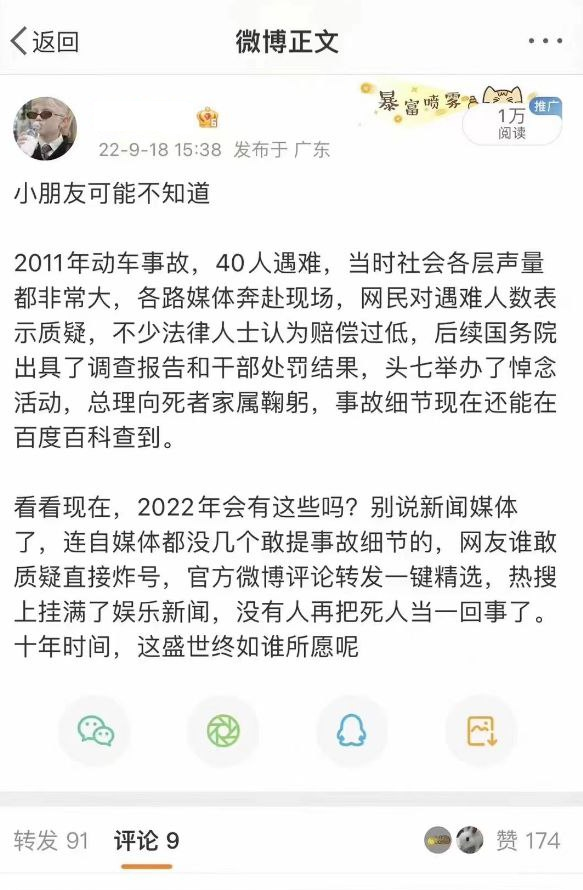 返回
微博正文
暴富喷雾
推广
1万
阅读
6
22-9-18 15:38 发布于 广东
小朋友可能不知道
2011年动车事故，40人遇难，当时社会各层声量
都非常大，各路媒体奔赴现场，网民对遇难人数表
示质疑，不少法律人士认为赔偿过低，后续国务院
出具了调查报告和干部处罚结果，头七举办了悼念
活动，总理向死者家属鞠躬，事故细节现在还能在
百度百科查到。
看看现在，2022年会有这些吗？别说新闻媒体
了，连自媒体都没几个敢提事故细节的，网友谁敢
质疑直接炸号，官方微博评论转发一键精选，热搜
上挂满了娱乐新闻，没有人再把死人当一回事了。
十年时间，这盛世终如谁所愿呢
转发 91 评论 9 赞 174